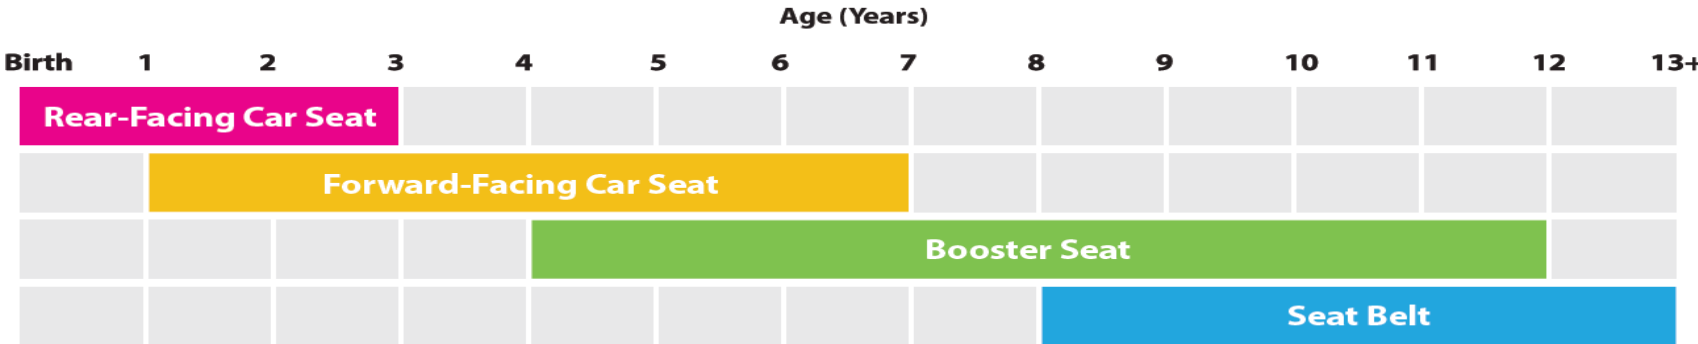 Age (Years)
Birth 1 2 3 4 5 6 7 8 9 10 11 12 13+
Rear-Facing Car Seat
Forward-Facing Car Seat
Booster Seat
Seat Belt